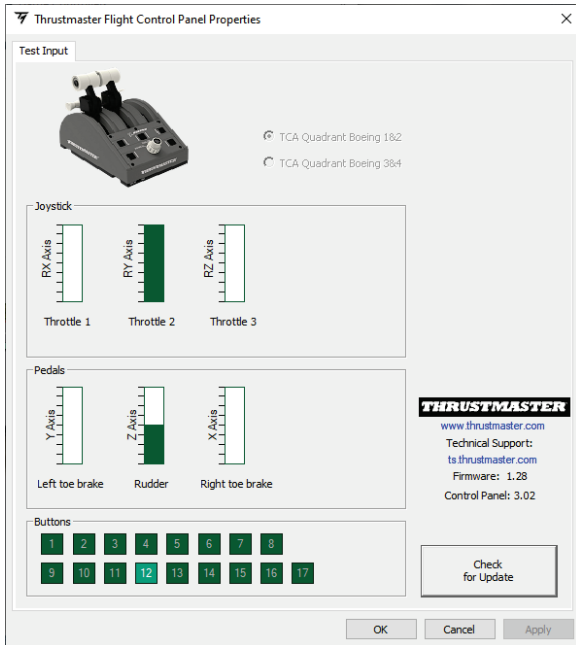 Thrustmaster Flight Control Panel Properties
Test Input
THRUSTMASTER
TCA Quadrant Boeing 1&2
TCA Quadrant Boeing 3&4
Joystick
RX Axis
RY Axis
RZ Axis
Throttle 1
Throttle 2
Throttle 3
Pedals
Y Axis
Z Axis
X Axis
Left toe brake
Rudder
Right toe brake
THRUSTMASTER
www.thrustmaster.com
Technical Support:
ts.thrustmaster.com
Firmware: 1.28
Control Panel: 3.02
Buttons
1 2 3 4 5 6 7 8
9 10 11 12 13 14 15 16 17
Check
for Update
OK
Cancel
Apply